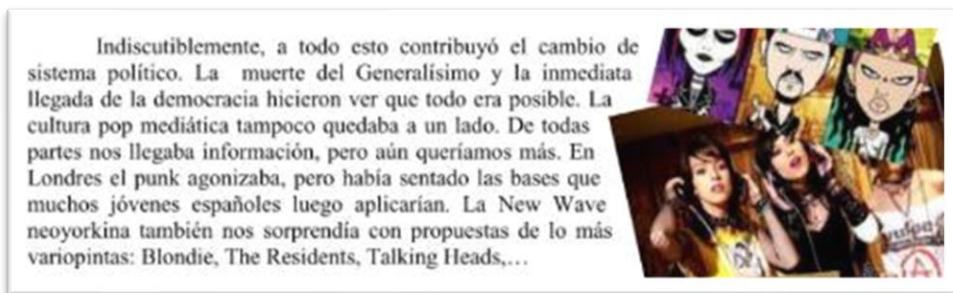 Indiscutiblemente, a todo esto contribuyó el cambio de
sistema político. La muerte del Generalísimo y la inmediata
llegada de la democracia hicieron ver que todo era posible. La
cultura pop mediática tampoco quedaba a un lado. De todas
partes nos llegaba información, pero aún queríamos más. En
Londres el punk agonizaba, pero había sentado las bases que
muchos jóvenes españoles luego aplicarían. La New Wave
neoyorkina también nos sorprendía con propuestas de lo más
variopintas: Blondie, The Residents, Talking Heads,…